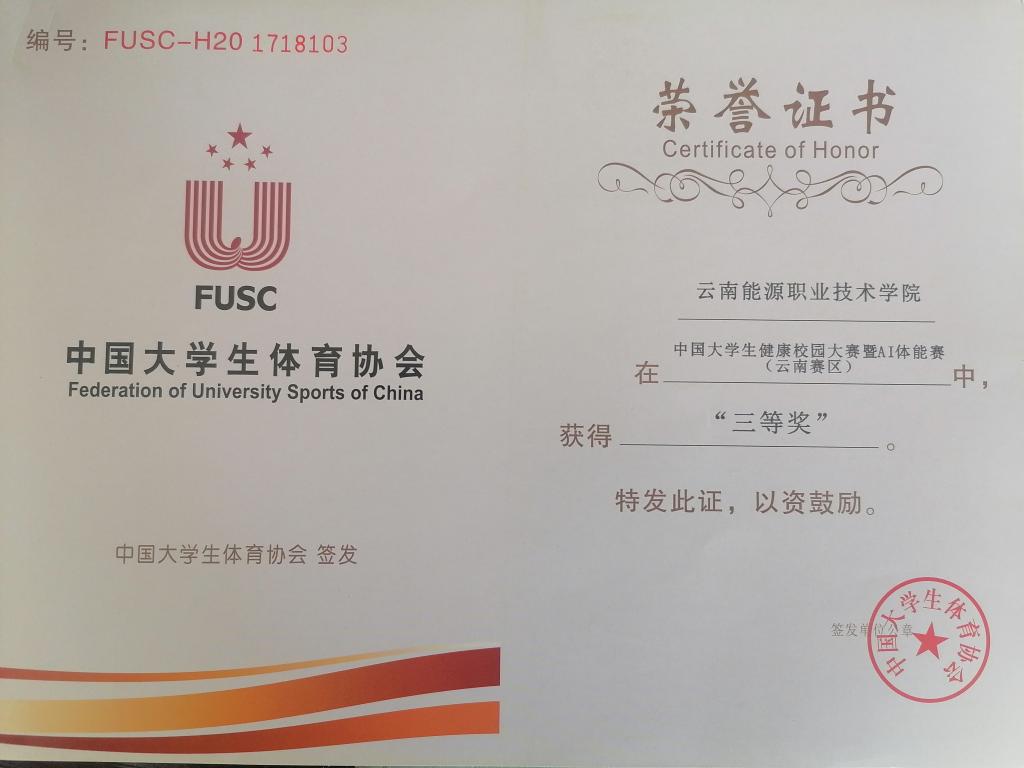 编号：FUSC-H20 1718103
FUSC
中国大学生体育协会
Federation of University Sports of China
中国大学生体育协会 签发
荣誉证书
Certificate of Honor
云南能源职业技术学院
中国大学生健康校园大赛暨AI体能赛
（云南赛区）
在 中，
获得 “三等奖” 。
特发此证，以资鼓励。
签发单位公章
中国大学生体育协会